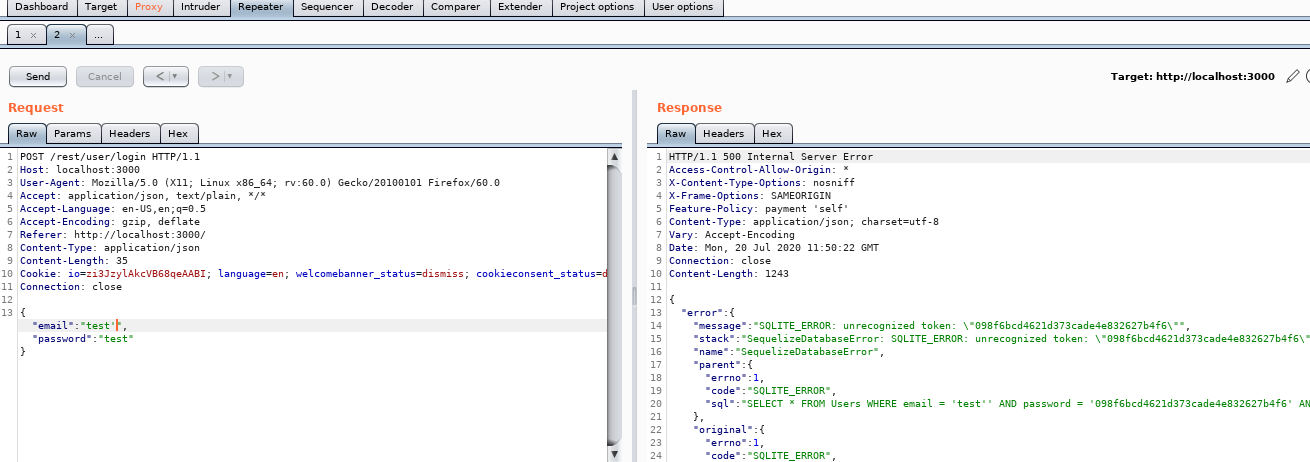 Dashboard Target Proxy Intruder Repeater Sequencer Decoder Comparer Extender Project options User options
1 × 2 × ...
Send Cancel < > Target: http://localhost:3000
Request
Raw Params Headers Hex
1 POST /rest/user/login HTTP/1.1
2 Host: localhost:3000
3 User-Agent: Mozilla/5.0 (X11; Linux x86_64; rv:60.0) Gecko/20100101 Firefox/60.0
4 Accept: application/json, text/plain, */*
5 Accept-Language: en-US,en;q=0.5
6 Accept-Encoding: gzip, deflate
7 Referer: http://localhost:3000/
8 Content-Type: application/json
9 Content-Length: 35
10 Cookie: io=zi3JzylAkcVB68qeAABI; language=en; welcomebanner_status=dismiss; cookieconsent_status=d
11 Connection: close
12
13 {
"email":"test'",
"password":"test"
}
Response
Raw Headers Hex
1 HTTP/1.1 500 Internal Server Error
2 Access-Control-Allow-Origin: *
3 X-Content-Type-Options: nosniff
4 X-Frame-Options: SAMEORIGIN
5 Feature-Policy: payment 'self'
6 Content-Type: application/json; charset=utf-8
7 Vary: Accept-Encoding
8 Date: Mon, 20 Jul 2020 11:50:22 GMT
9 Connection: close
10 Content-Length: 1243
11
12 {
13 "error":{
14 "message":"SQLITE_ERROR: unrecognized token: \"098f6bcd4621d373cade4e832627b4f6\"",
15 "stack":"SequelizeDatabaseError: SQLITE_ERROR: unrecognized token: \"098f6bcd4621d373cade4e832627b4f6\"
16 "name":"SequelizeDatabaseError",
17 "parent":{
18 "errno":1,
19 "code":"SQLITE_ERROR",
20 "sql":"SELECT * FROM Users WHERE email = 'test'' AND password = '098f6bcd4621d373cade4e832627b4f6' AN
21 },
22 "original":{
23 "errno":1,
24 "code":"SQLITE_ERROR",